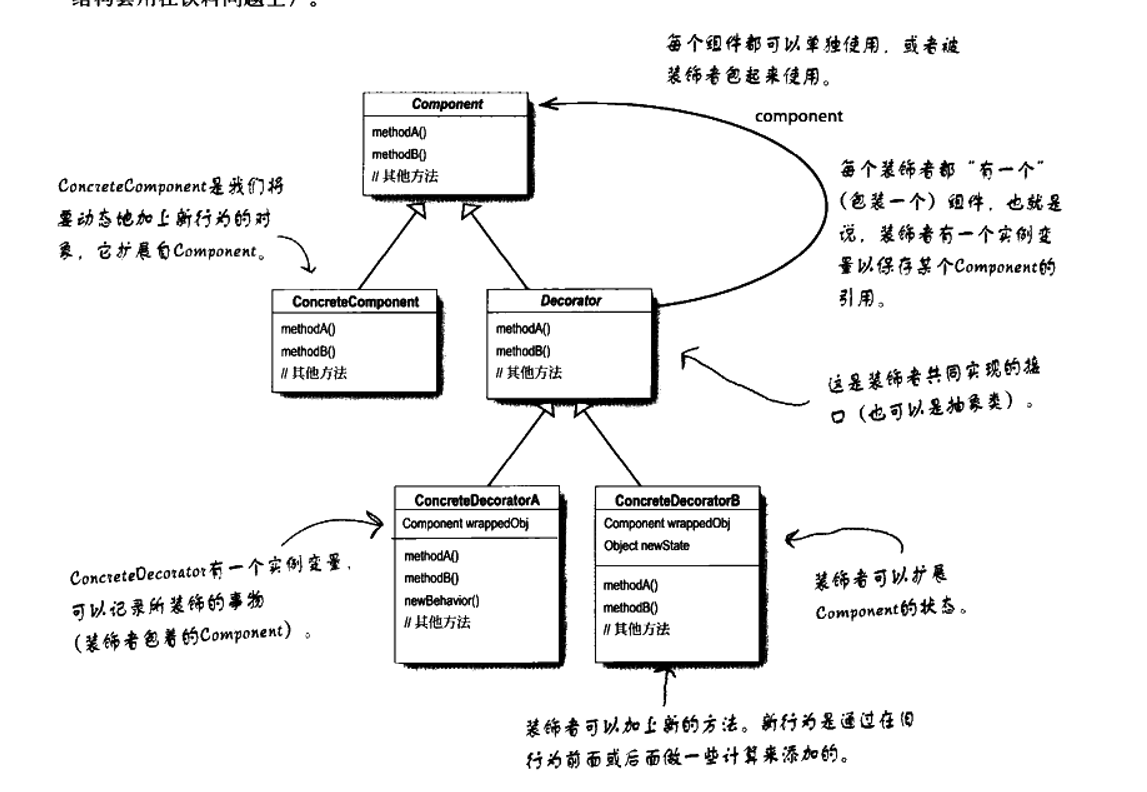 结构套用在饮料问题上）。
每个组件都可以单独使用，或者被
装饰者包起来使用。
Component
methodA()
methodB()
// 其他方法
component
ConcreteComponent是我们将
要动态地加上新行为的对
象，它扩展自Component。
每个装饰者都“有一个”
(包装一个) 组件，也就是
说，装饰者有一个实例变
量以保存某个Component的
引用。
ConcreteComponent
methodA()
methodB()
// 其他方法
Decorator
methodA()
methodB()
// 其他方法
这是装饰者共同实现的接
口（也可以是抽象类）。
ConcreteDecoratorA
Component wrappedObj
methodA()
methodB()
newBehavior()
// 其他方法
ConcreteDecoratorB
Component wrappedObj
Object newState
methodA()
methodB()
// 其他方法
ConcreteDecorator有一个实例变量，
可以记录所装饰的事物
（装饰者包着的Component）。
装饰者可以扩展
Component的状态。
装饰者可以加上新的方法。新行为是通过在旧
行为前面或后面做一些计算来添加的。